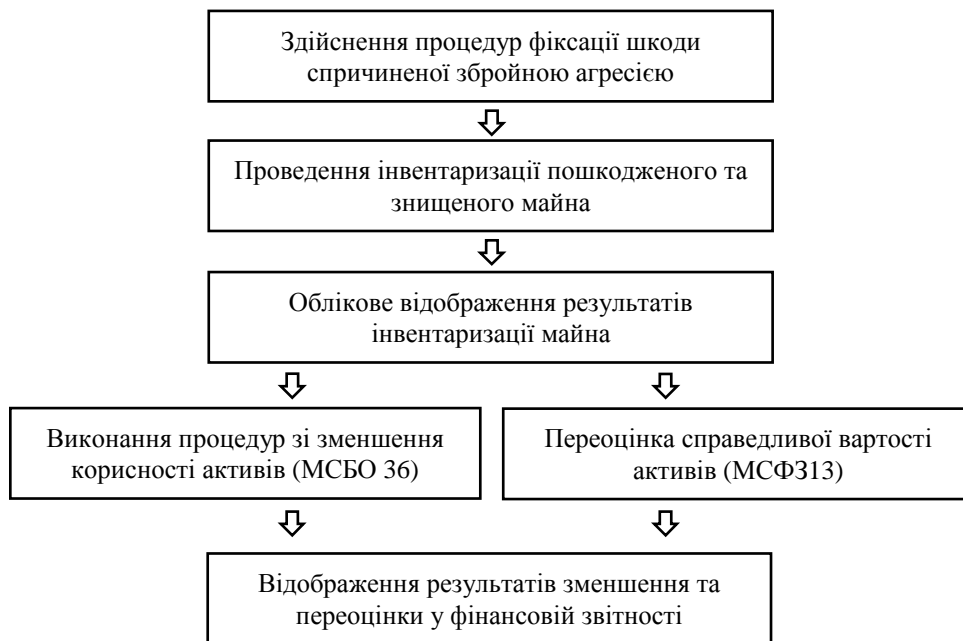 Здійснення процедур фіксації шкоди
спричиненої збройною агресією
Проведення інвентаризації пошкодженого та
знищеного майна
Облікове відображення результатів
інвентаризації майна
Виконання процедур зі зменшення
корисності активів (МСБО 36)
Переоцінка справедливої вартості
активів (МСФЗ13)
Відображення результатів зменшення та
переоцінки у фінансовій звітності